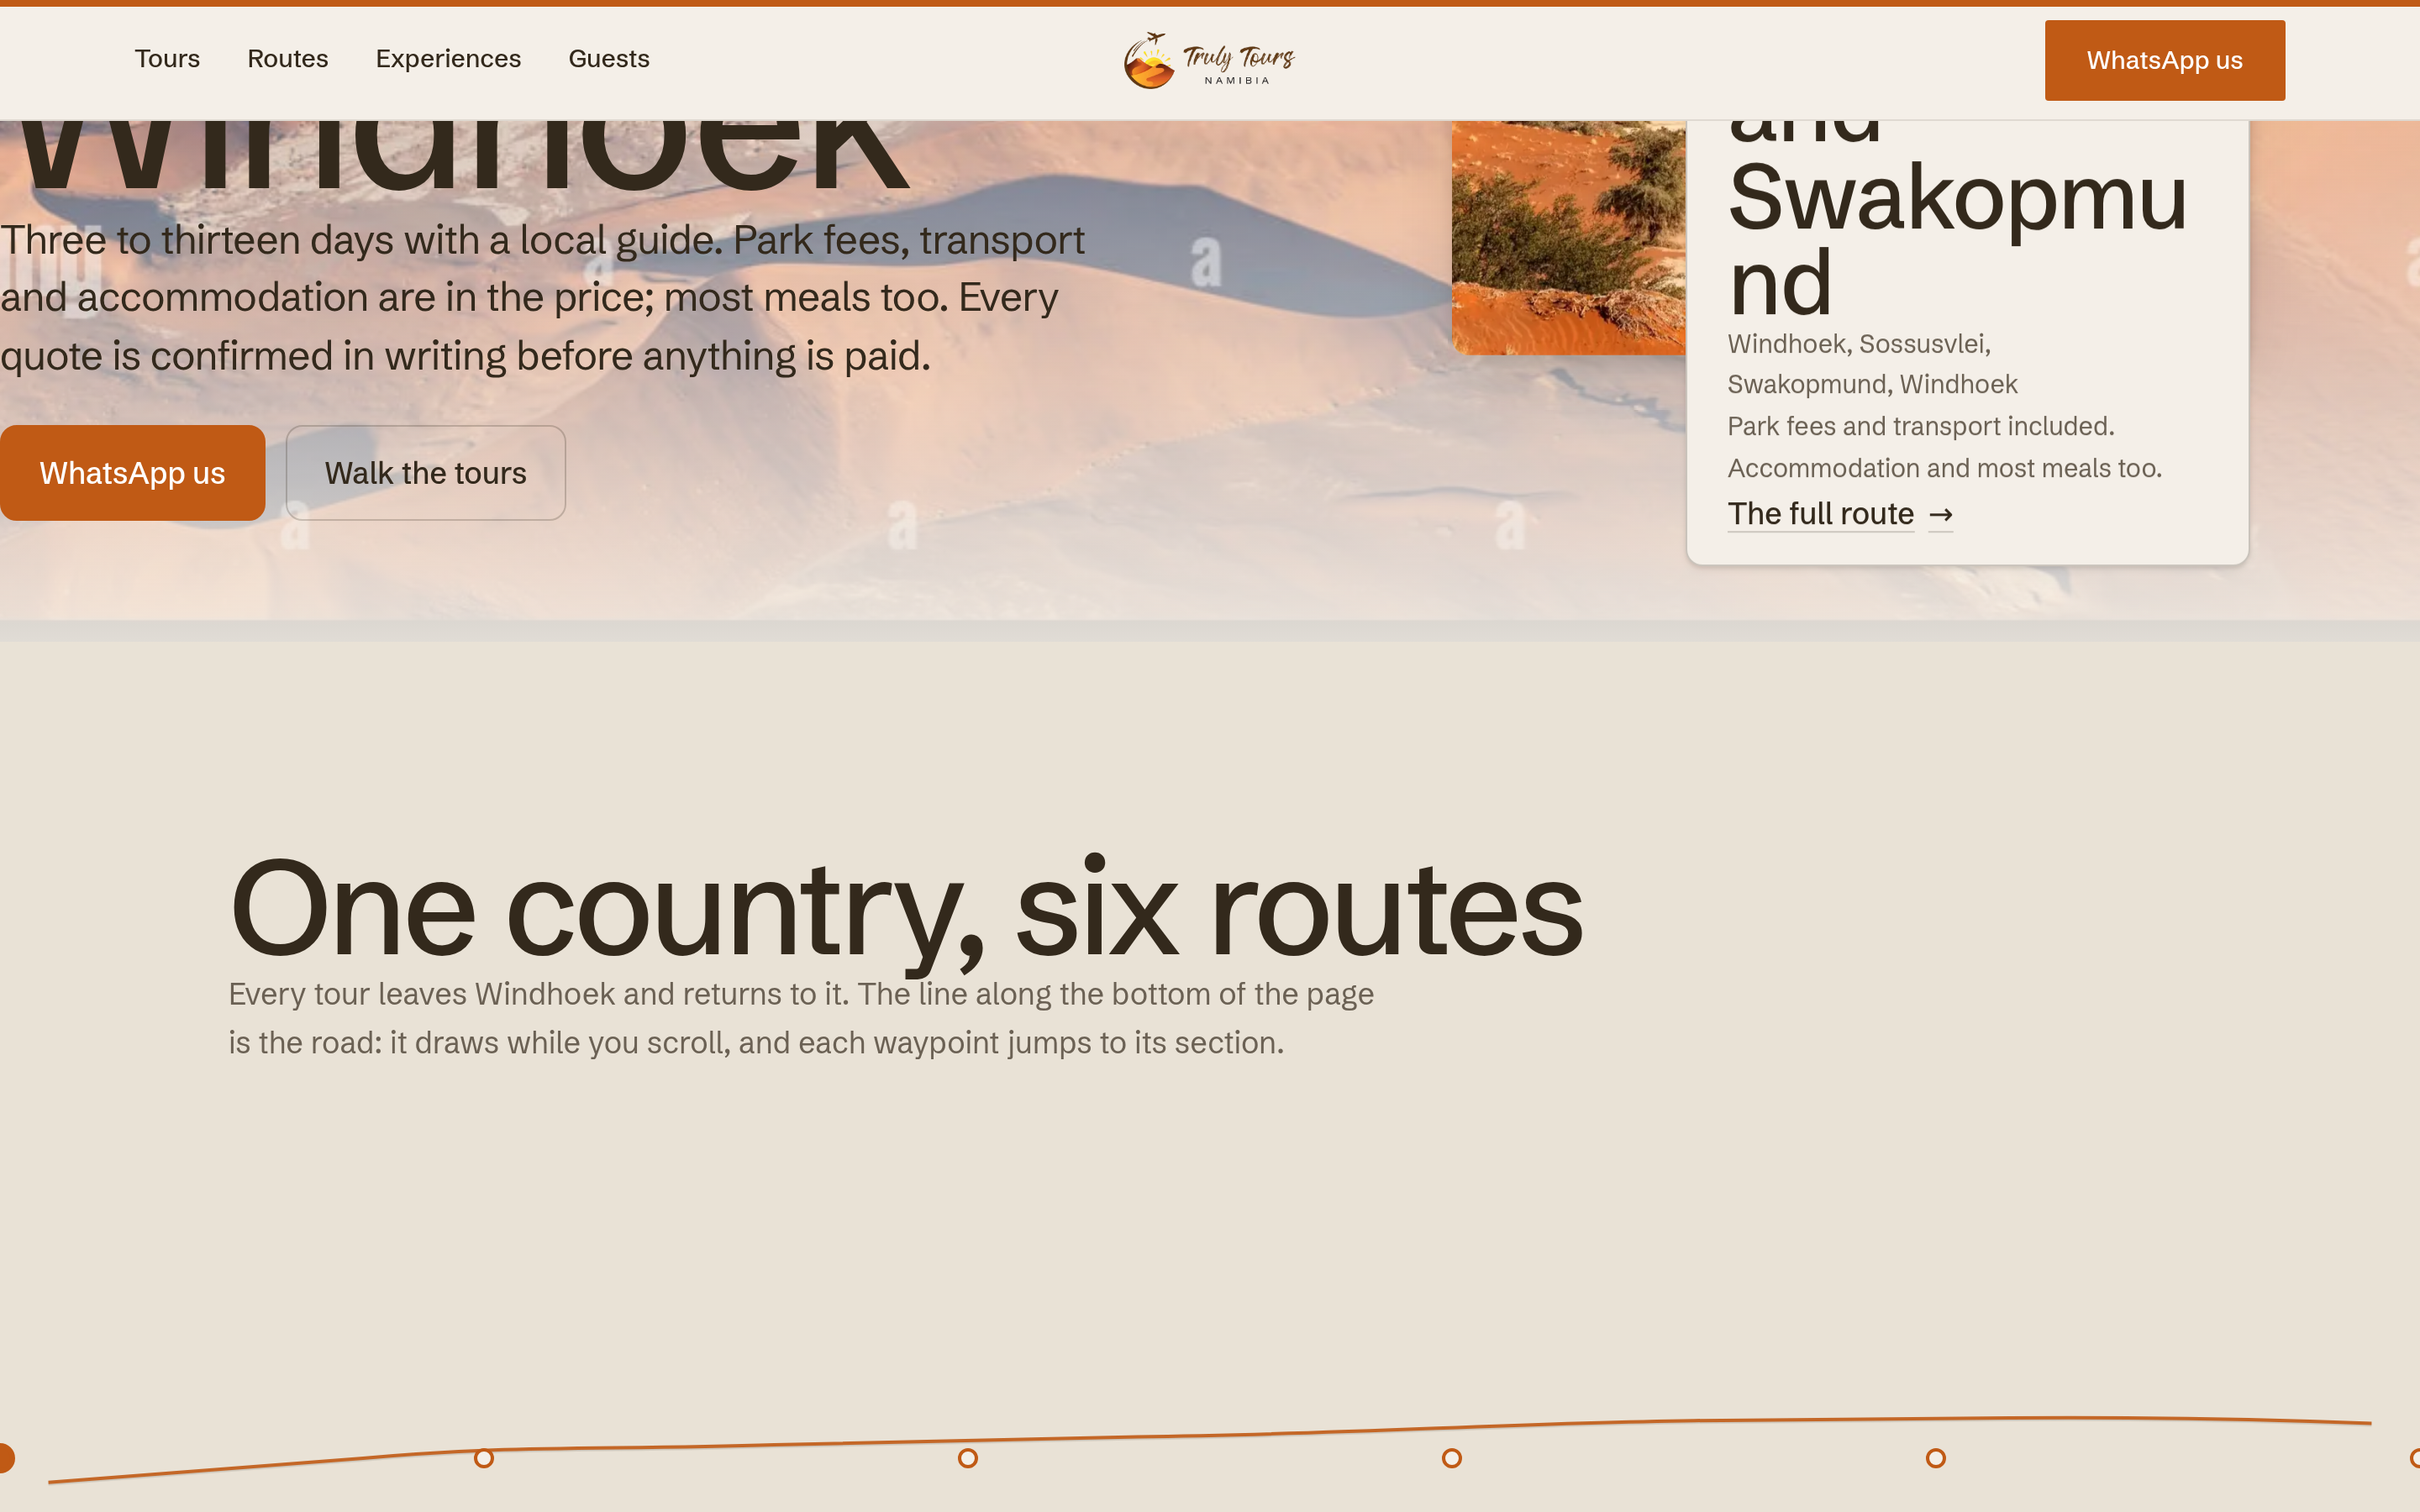 Tours Routes Experiences Guests
Truly Tours
NAMIBIA
WhatsApp us
Windhoek
Three to thirteen days with a local guide. Park fees, transport
and accommodation are in the price; most meals too. Every
quote is confirmed in writing before anything is paid.
WhatsApp us
Walk the tours
and
Swakopmu
nd
Windhoek, Sossusvlei,
Swakopmund, Windhoek
Park fees and transport included.
Accommodation and most meals too.
The full route →
a
a
a
a
a
One country, six routes
Every tour leaves Windhoek and returns to it. The line along the bottom of the page
is the road: it draws while you scroll, and each waypoint jumps to its section.